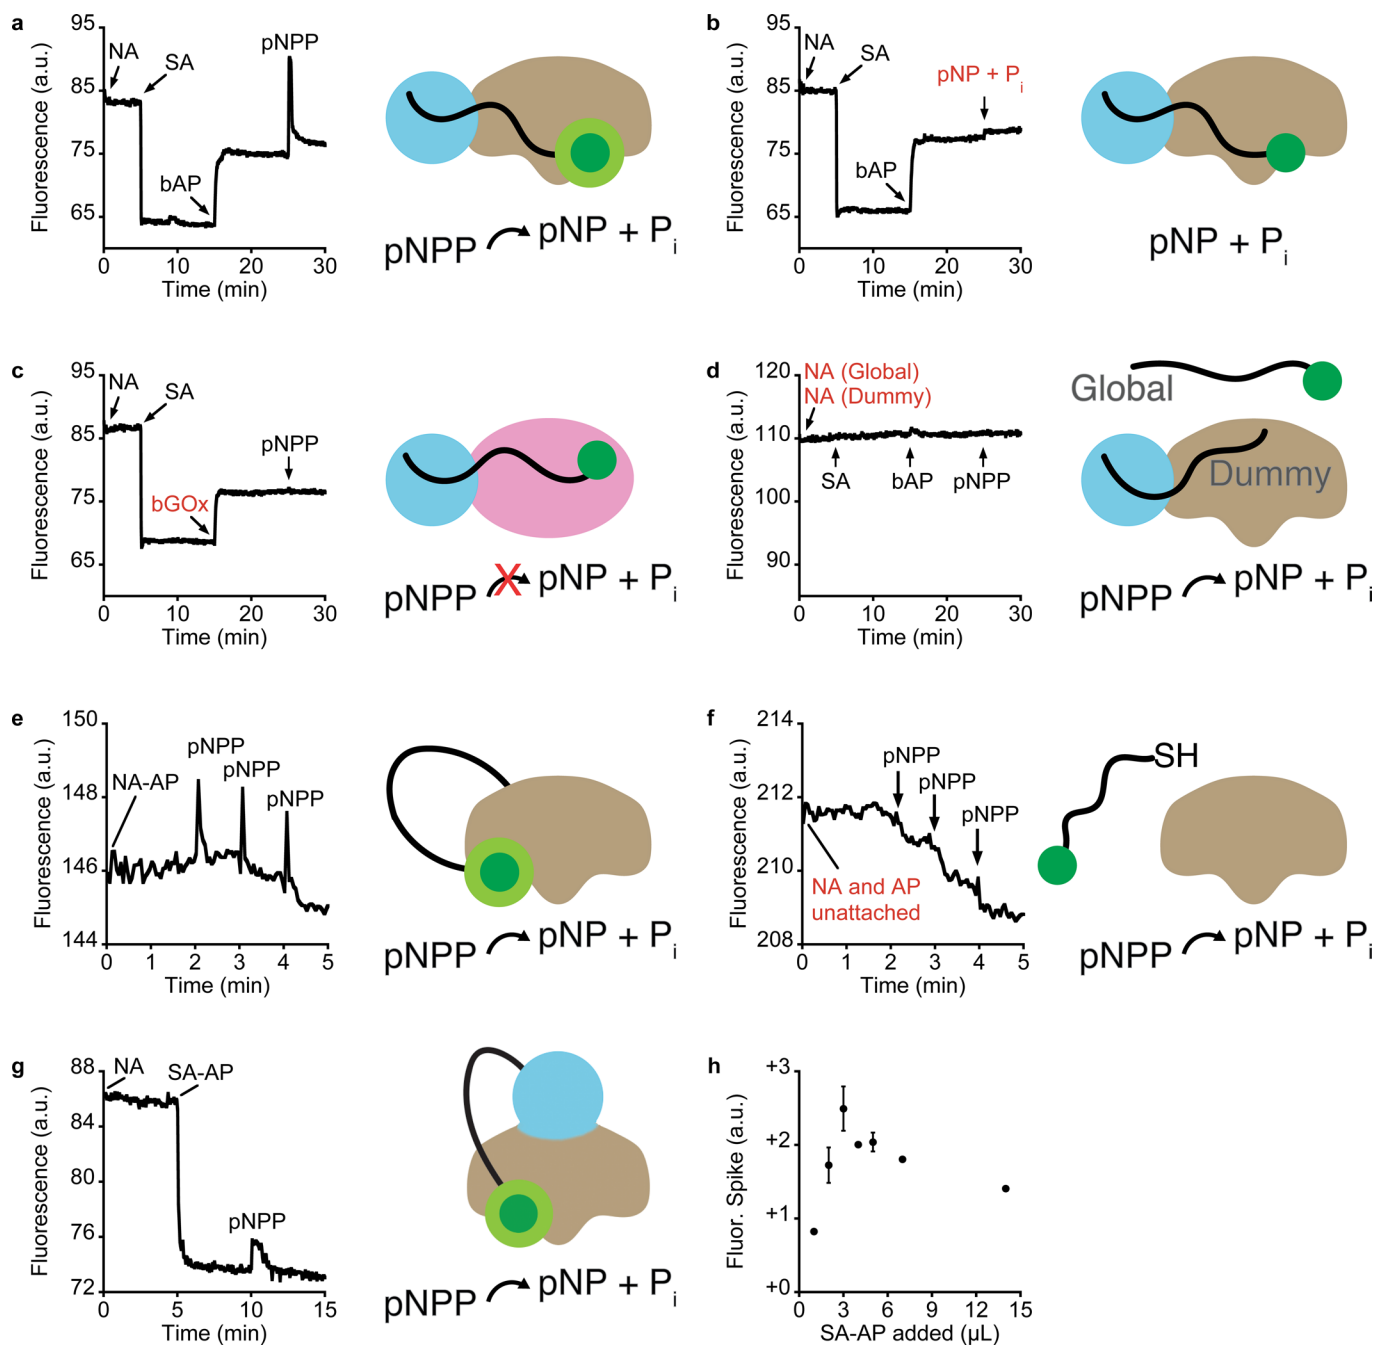 a
95
85
75
65
0
10
20
30
Fluorescence (a.u.)
Time (min)
NA
SA
bAP
pNPP
pNPP pNP + Pi
b
95
85
75
65
0
10
20
30
Fluorescence (a.u.)
Time (min)
NA
SA
bAP
pNP + Pi
pNP + Pi
c
95
85
75
65
0
10
20
30
Fluorescence (a.u.)
Time (min)
NA
SA
bGOx
pNPP
pNPP X pNP + Pi
d
120
110
100
90
0
10
20
30
Fluorescence (a.u.)
Time (min)
NA (Global)
NA (Dummy)
SA
bAP
pNPP
Global
Dummy
pNPP pNP + Pi
e
150
148
146
144
0
1
2
3
4
5
Fluorescence (a.u.)
Time (min)
NA-AP
pNPP
pNPP
pNPP
pNPP pNP + Pi
f
214
212
210
208
0
1
2
3
4
5
Fluorescence (a.u.)
Time (min)
pNPP
pNPP
pNPP
NA and AP
unattached
SH
pNPP pNP + Pi
g
88
84
80
76
72
0
5
10
15
Fluorescence (a.u.)
Time (min)
NA
SA-AP
pNPP
pNPP pNP + Pi
h
+3
+2
+1
+0
0
3
6
9
12
15
Fluor. Spike (a.u.)
SA-AP added (µL)